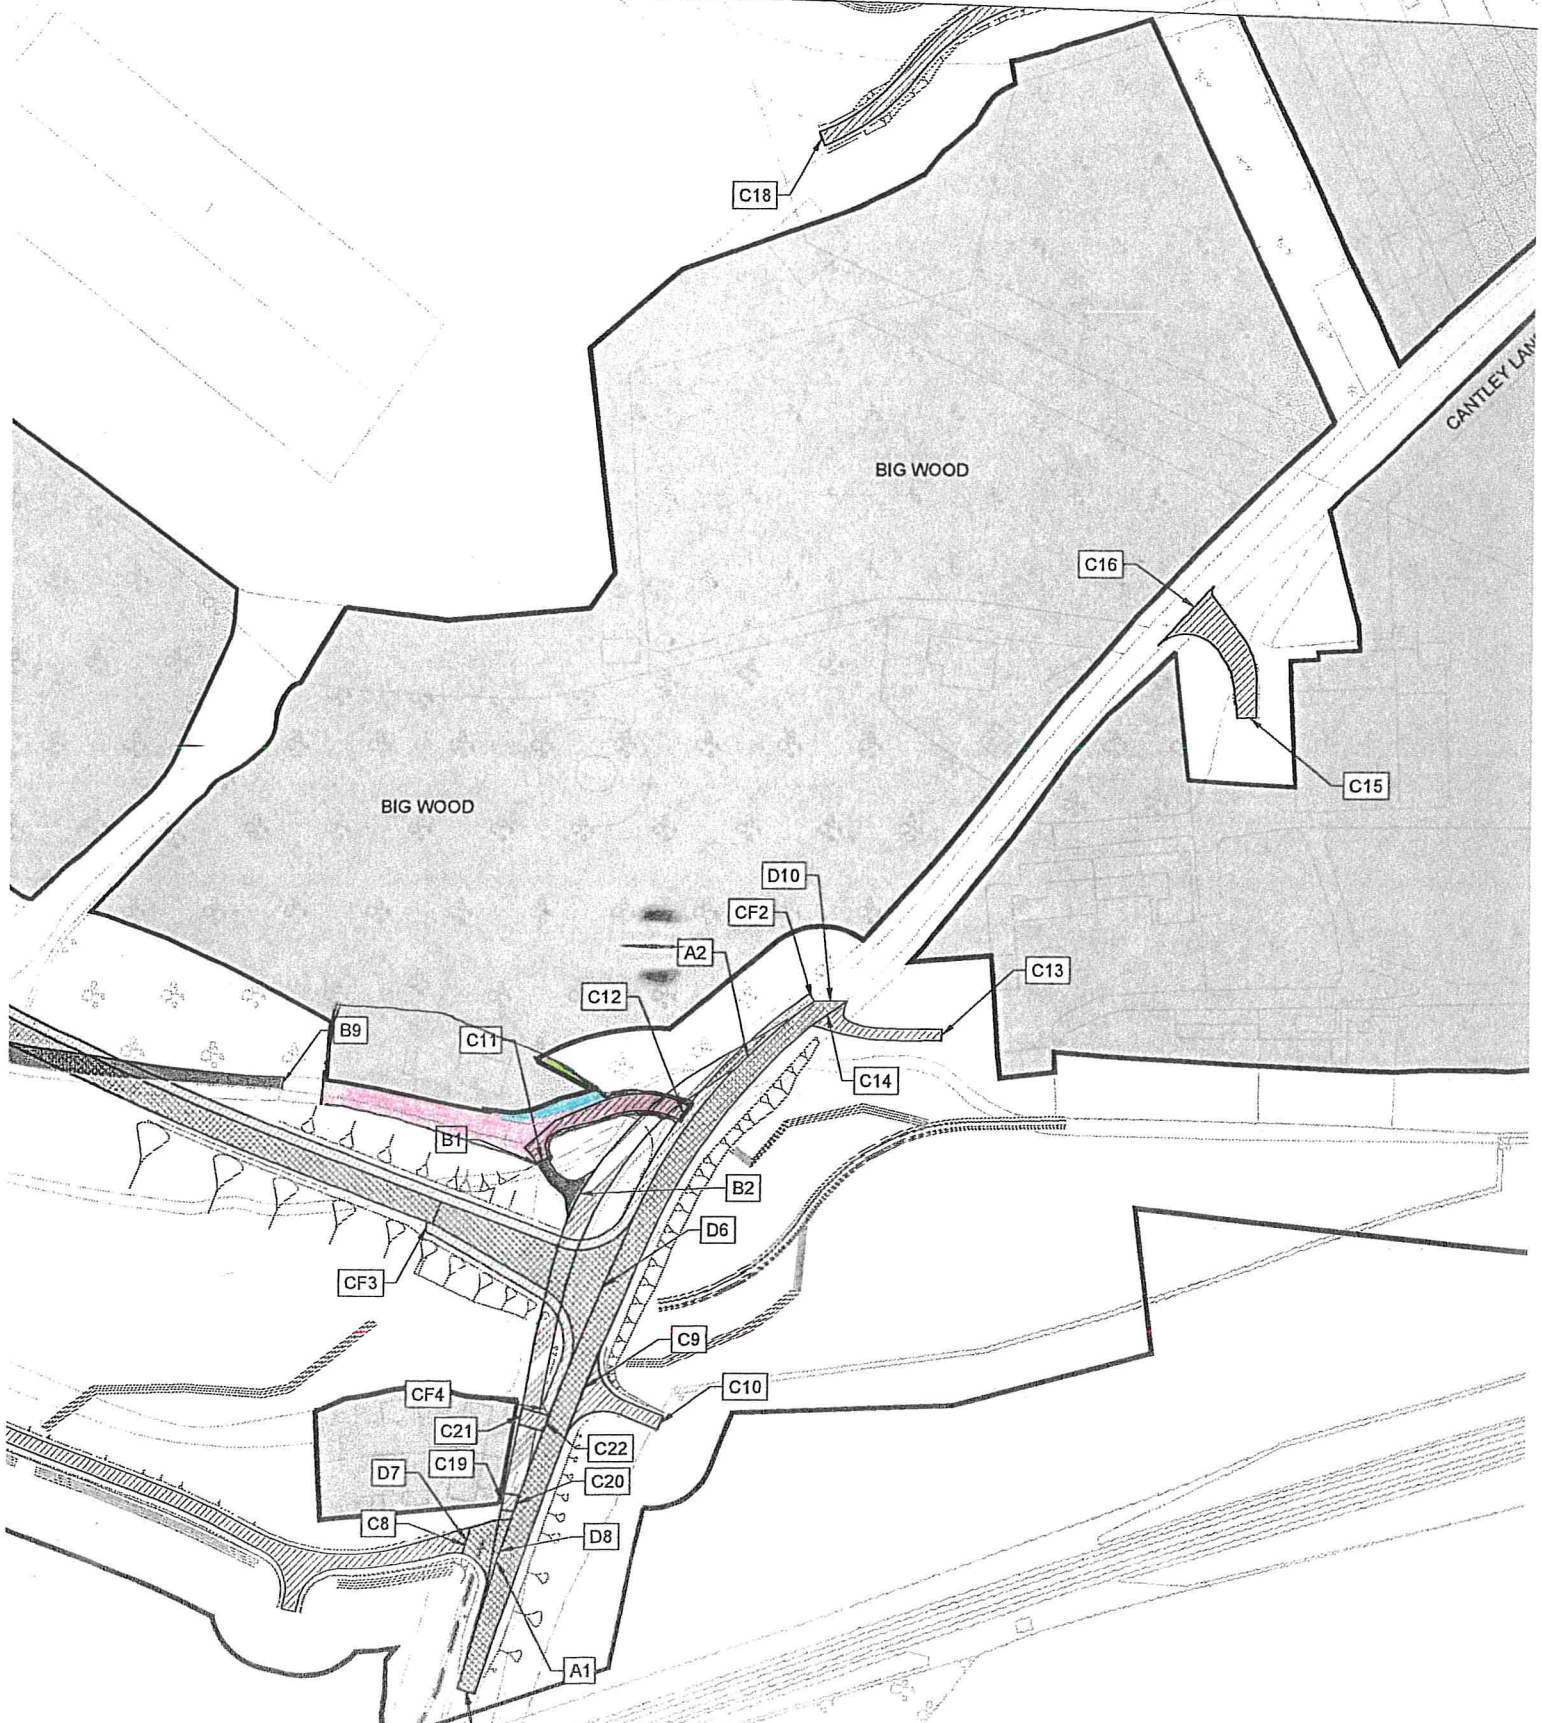 C18
CANTLEY LAN
BIG WOOD
C16
C15
BIG WOOD
D10
CF2
A2
C13
C12
B9
C11
C14
B1
B2
D6
CF3
C9
C10
CF4
C21
C22
C19
D7
C20
C8
D8
A1